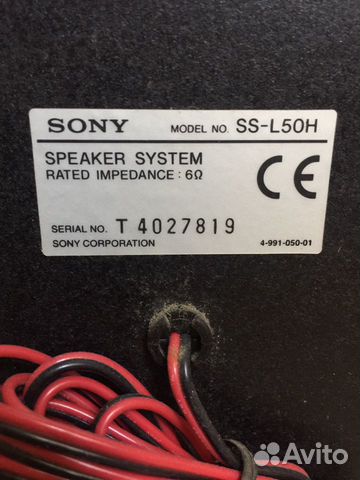 SONY MODEL NO. SS-L50H
SPEAKER SYSTEM
RATED IMPEDANCE : 6Ω
CE
SERIAL NO. T 4027819
SONY CORPORATION 4-991-050-01
Avito